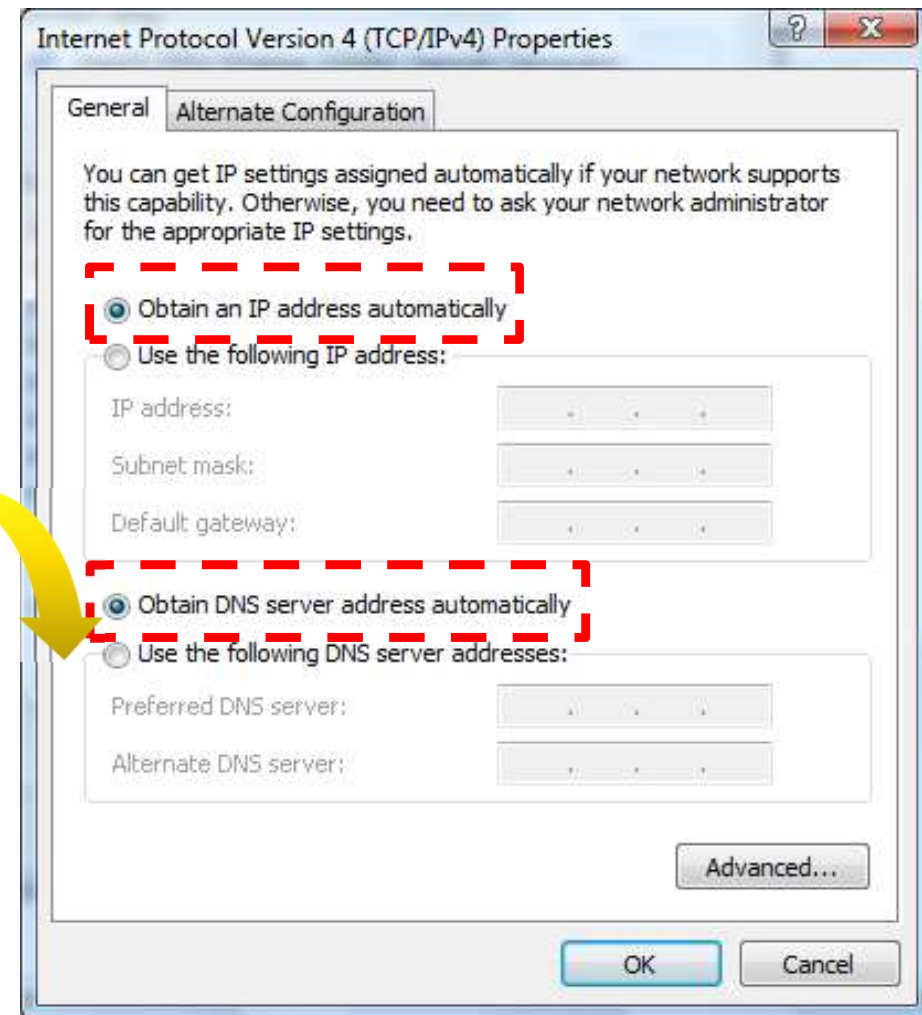 Internet Protocol Version 4 (TCP/IPv4) Properties
?
General
Alternate Configuration
You can get IP settings assigned automatically if your network supports
this capability. Otherwise, you need to ask your network administrator
for the appropriate IP settings.
Obtain an IP address automatically
Use the following IP address:
IP address:
Subnet mask:
Default gateway:
Obtain DNS server address automatically
Use the following DNS server addresses:
Preferred DNS server:
Alternate DNS server:
Advanced...
OK
Cancel